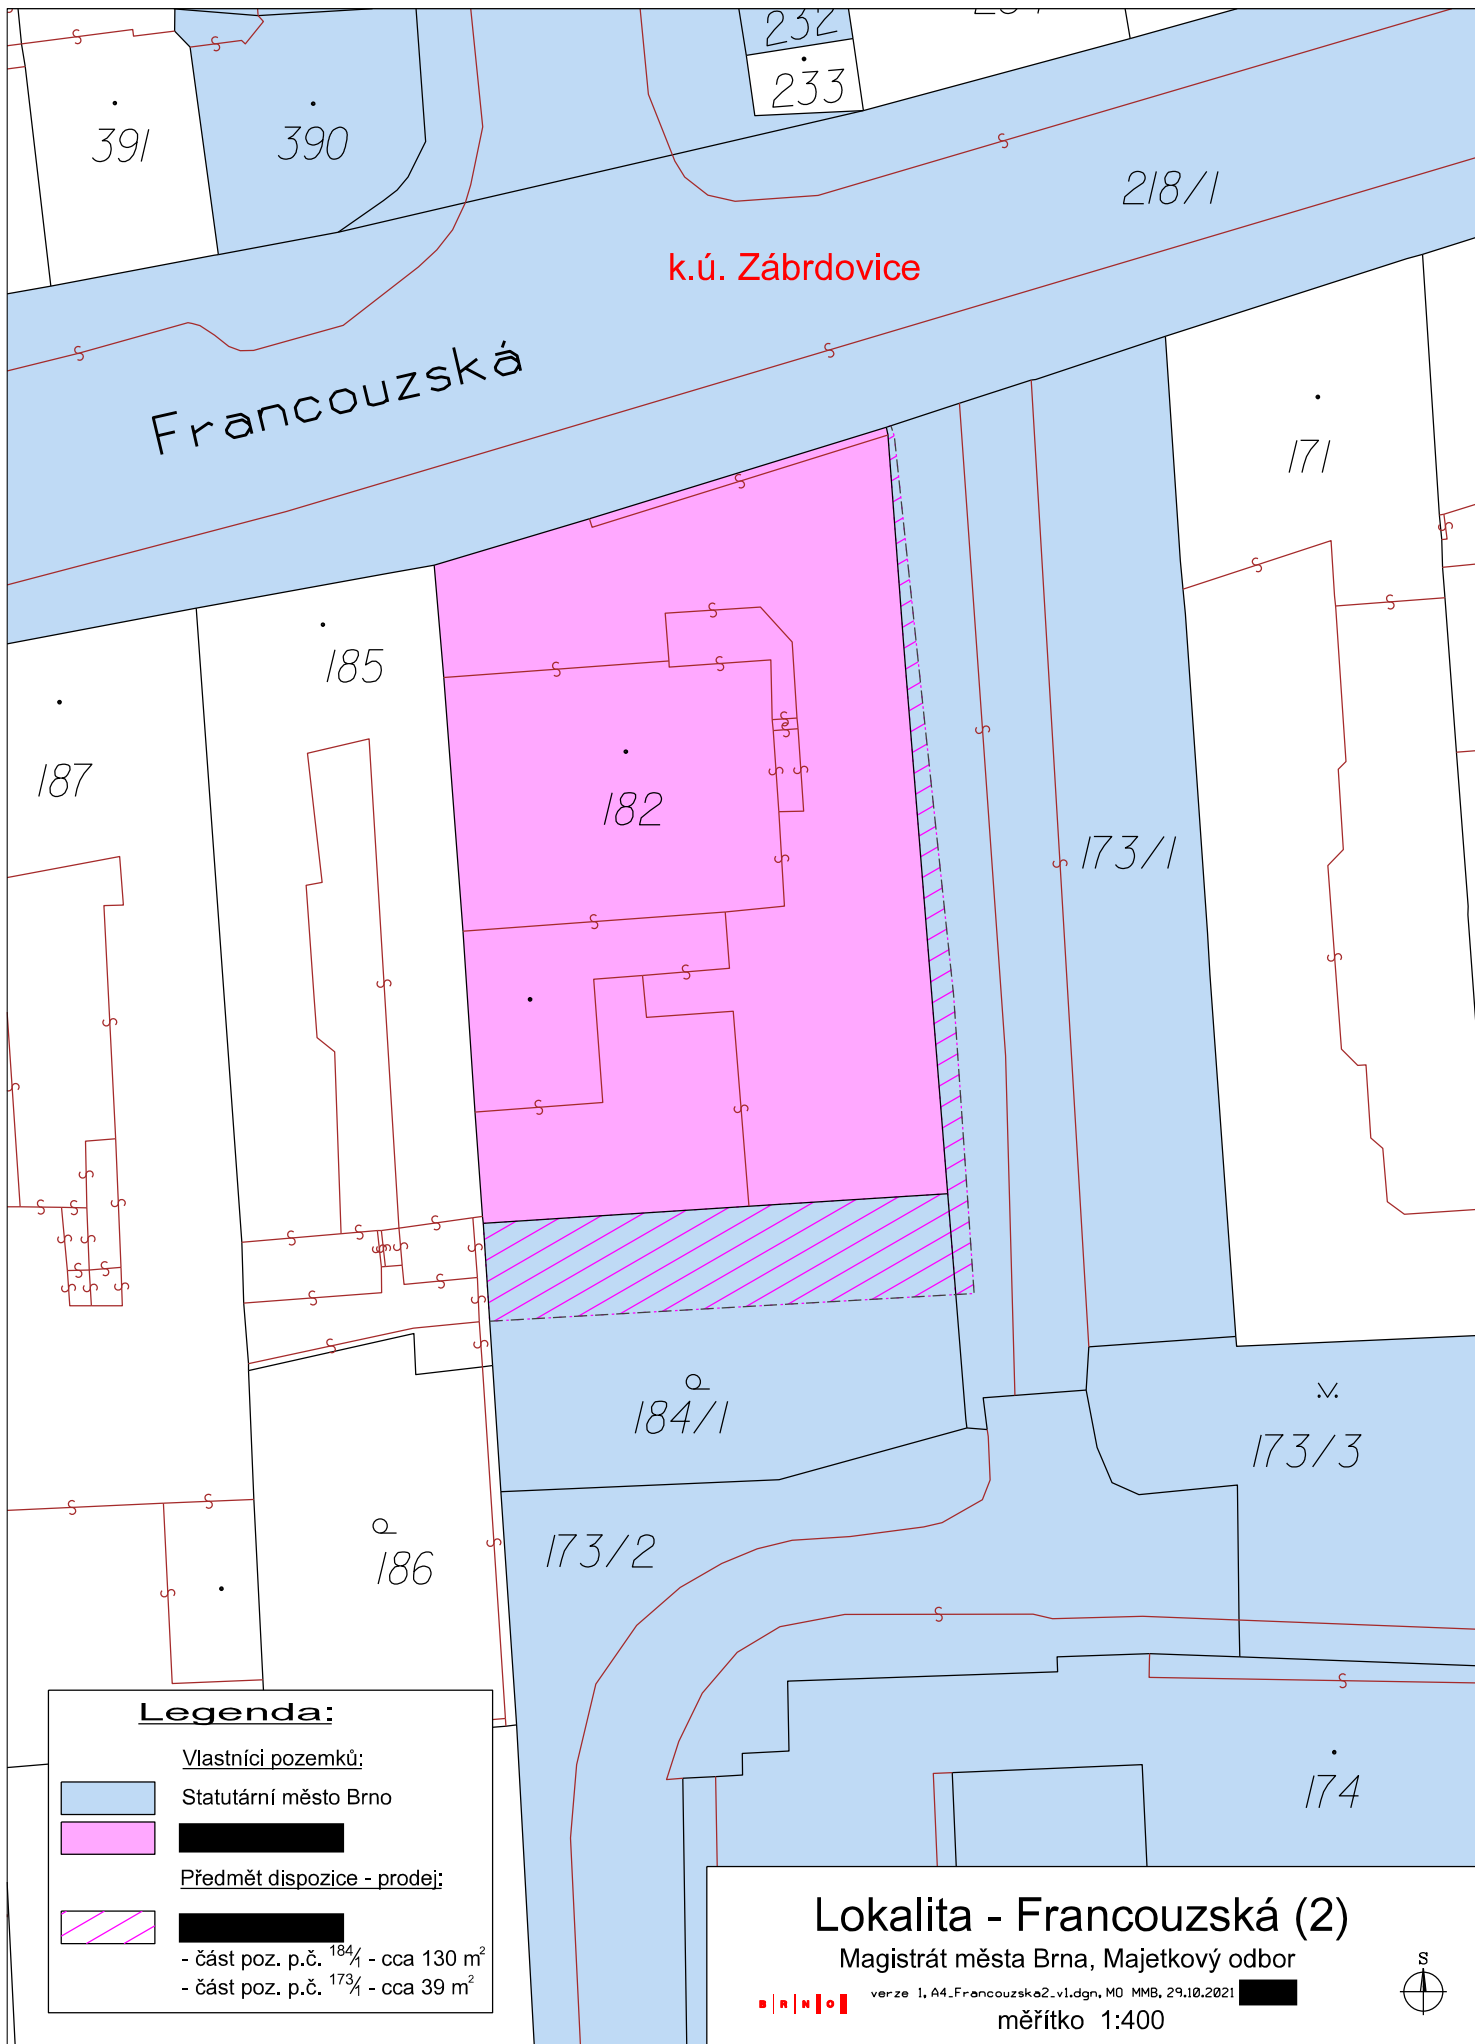 232
233
391
390
218/1
k.ú. Zábrdovice
Francouzská
171
185
187
182
173/1
184/1
173/3
173/2
186
174
Legenda:
Vlastníci pozemků:
Statutární město Brno
Předmět dispozice - prodej:
- část poz. p.č. 184/1 - cca 130 m²
- část poz. p.č. 173/1 - cca 39 m²
Lokalita - Francouzská (2)
Magistrát města Brna, Majetkový odbor
BRNO verze 1, A4_Francouzska2_v1.dgn, MO MMB, 29.10.2021
měřítko 1:400
S